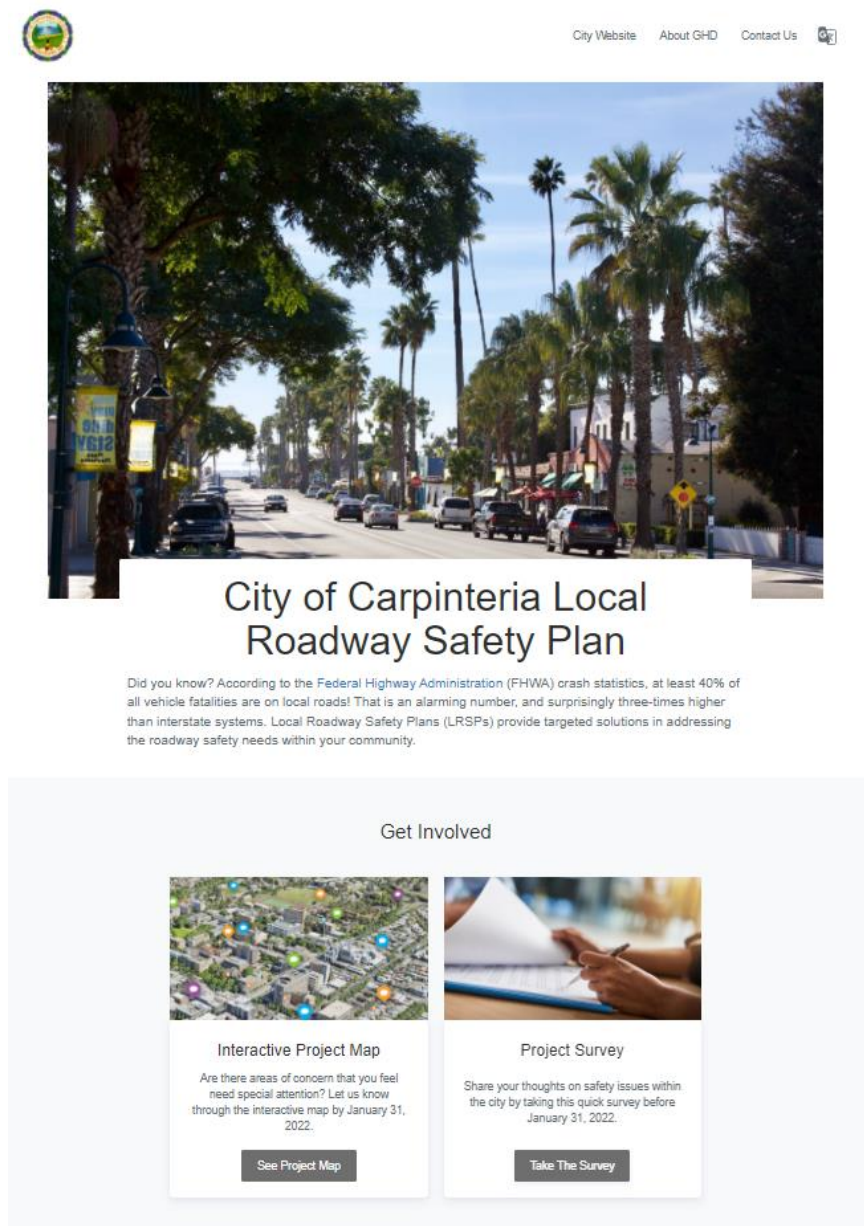 City Website About GHD Contact Us
City of Carpinteria Local
Roadway Safety Plan
Did you know? According to the Federal Highway Administration (FHWA) crash statistics, at least 40% of
all vehicle fatalities are on local roads! That is an alarming number, and surprisingly three-times higher
than interstate systems. Local Roadway Safety Plans (LRSPs) provide targeted solutions in addressing
the roadway safety needs within your community.
Get Involved
Interactive Project Map
Are there areas of concern that you feel
need special attention? Let us know
through the interactive map by January 31,
2022.
See Project Map
Project Survey
Share your thoughts on safety issues within
the city by taking this quick survey before
January 31, 2022.
Take The Survey